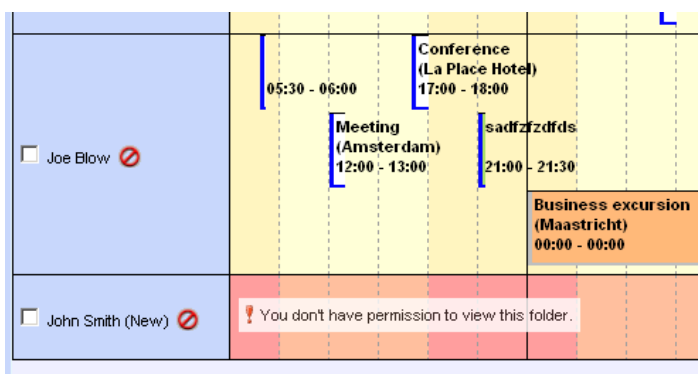 Conference
(La Place Hotel)
05:30 - 06:00
17:00 - 18:00
Meeting
(Amsterdam)
12:00 - 13:00
sadfzfzdfds
21:00 - 21:30
Joe Blow
Business excursion
(Maastricht)
00:00 - 00:00
John Smith (New)
You don't have permission to view this folder.